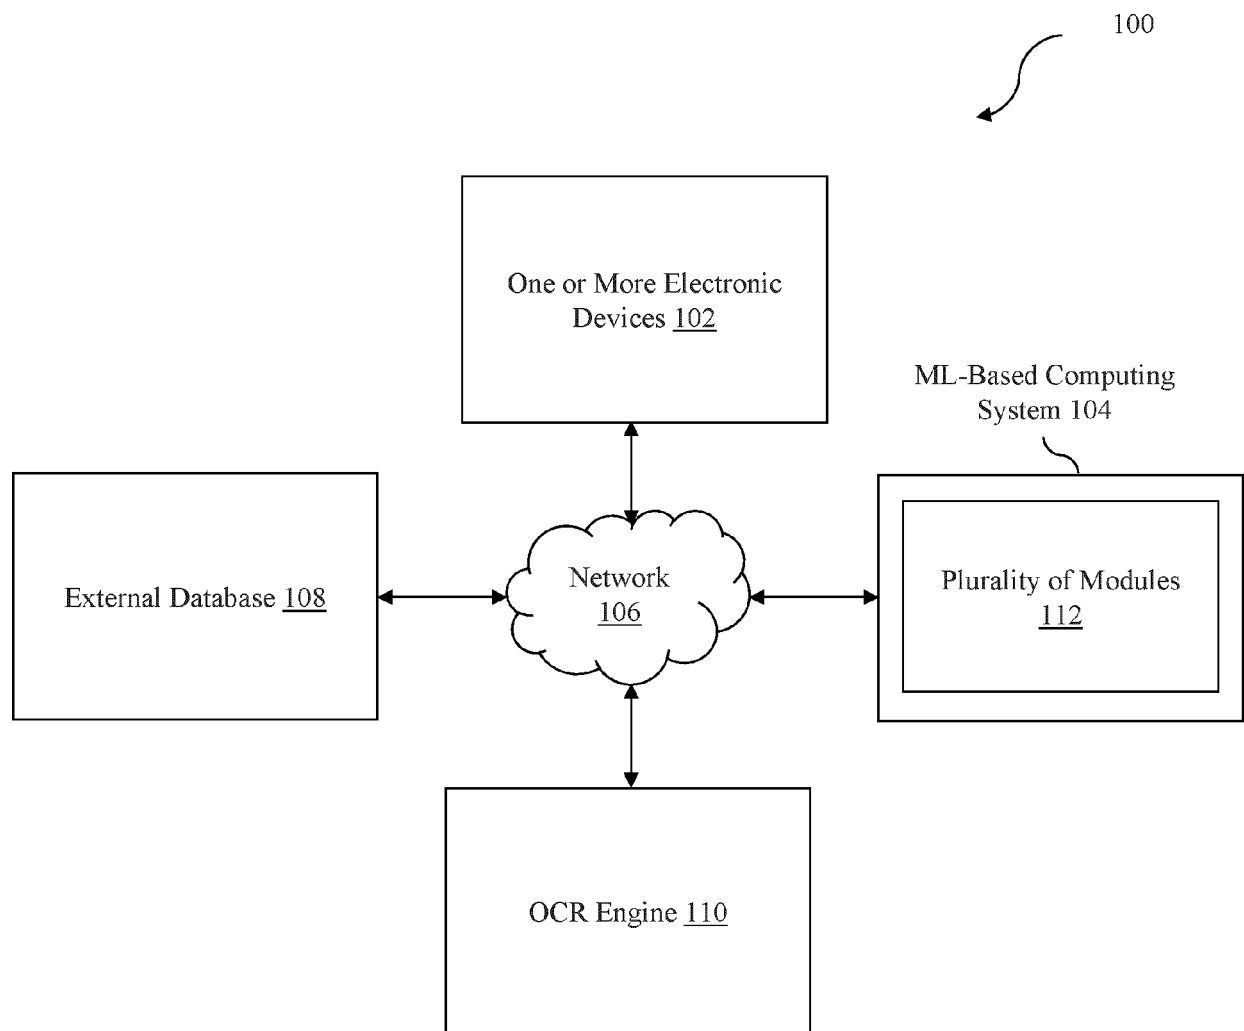 100
One or More Electronic
Devices 102
ML-Based Computing
System 104
External Database 108
Network
106
Plurality of Modules
112
OCR Engine 110